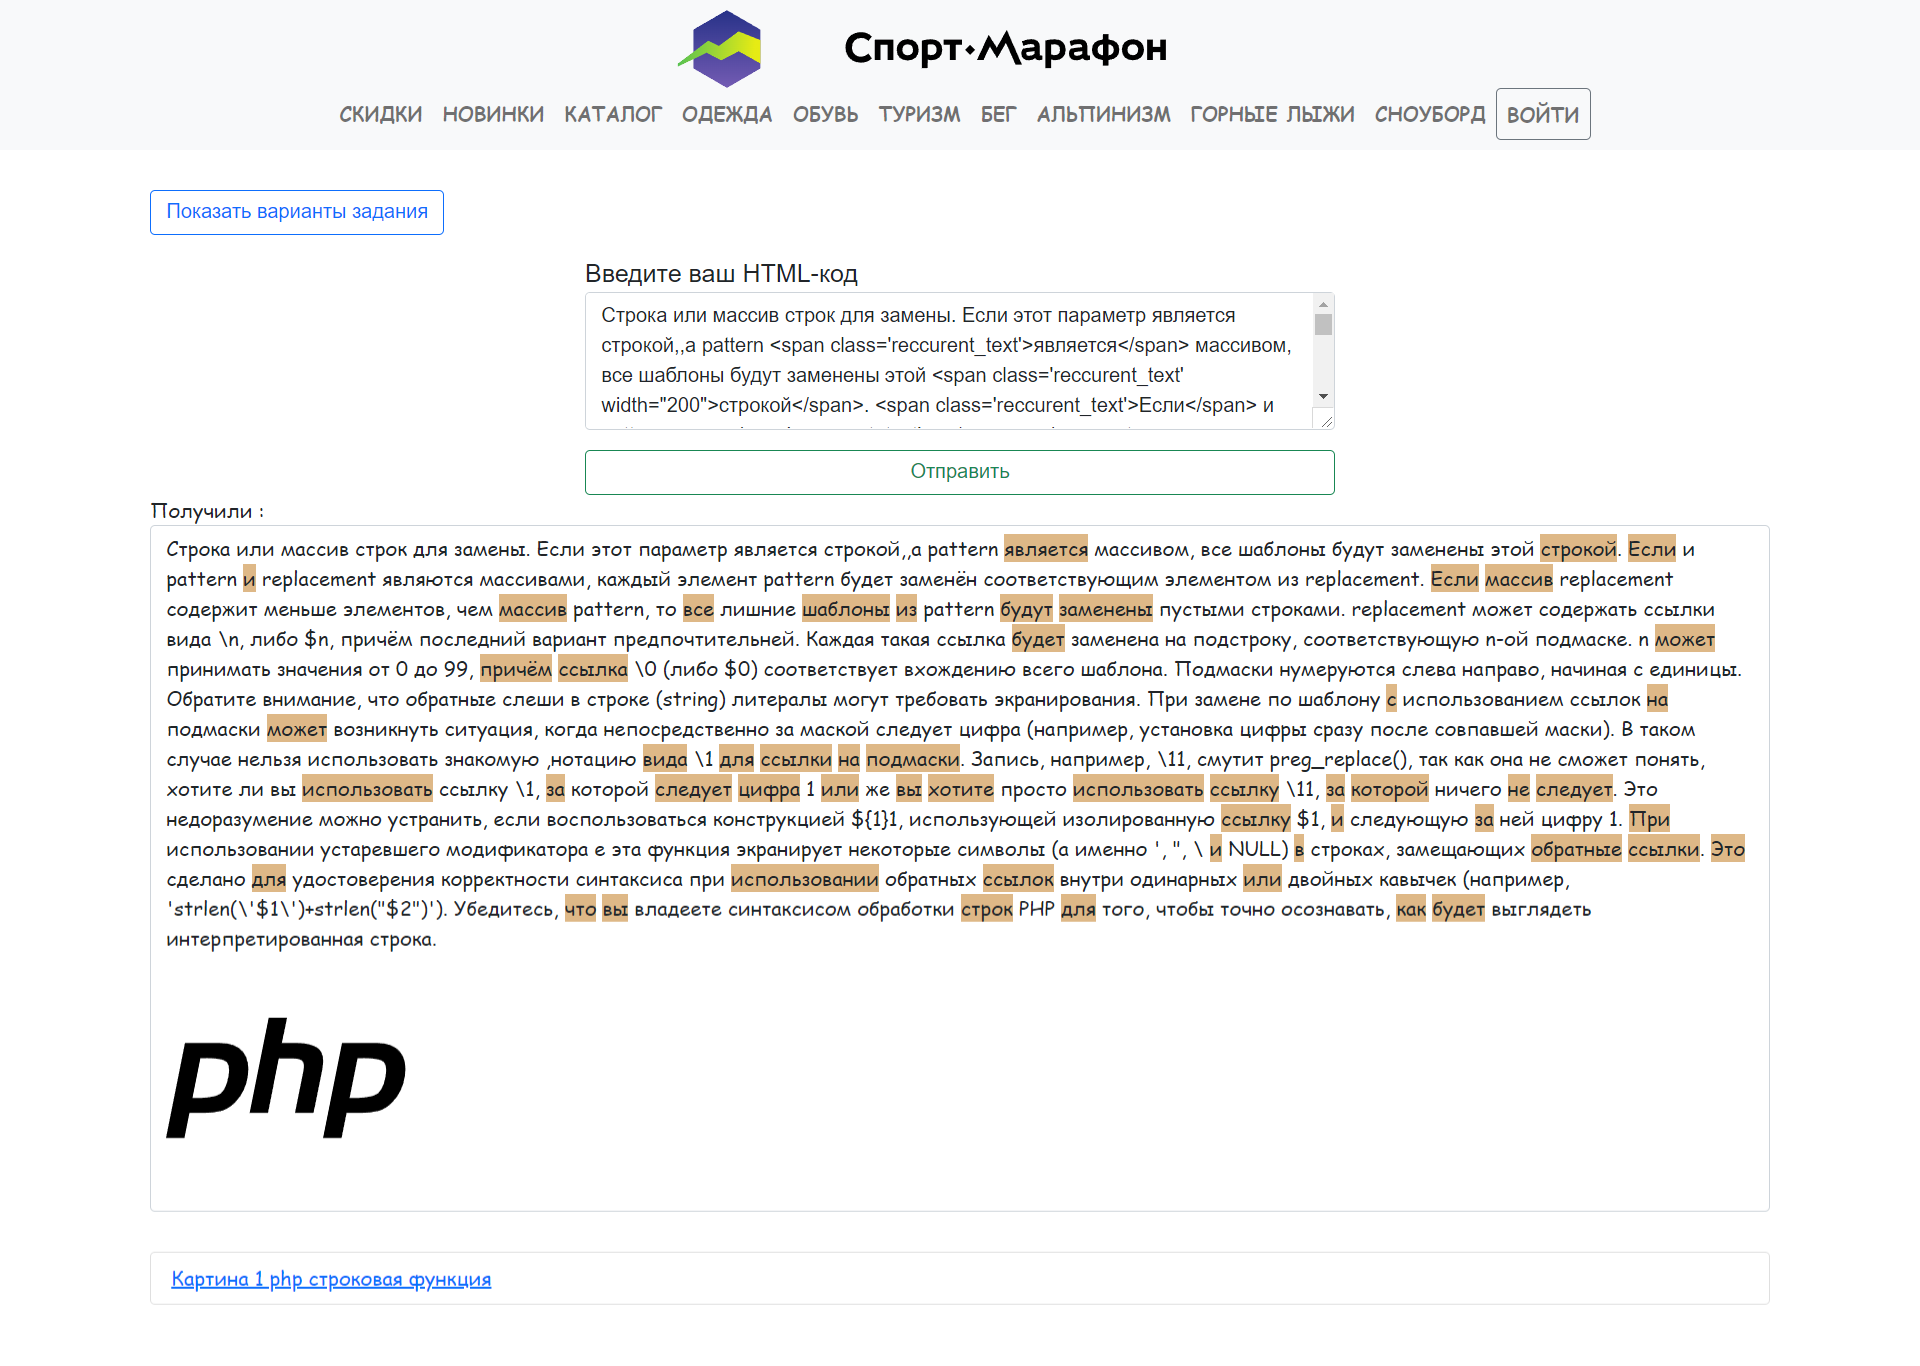 Спорт·Марафон
СКИДКИ НОВИНКИ КАТАЛОГ ОДЕЖДА ОБУВЬ ТУРИЗМ БЕГ АЛЬПИНИЗМ ГОРНЫЕ ЛЫЖИ СНОУБОРД ВОЙТИ
Показать варианты задания
Введите ваш HTML-код
Строка или массив строк для замены. Если этот параметр является
строкой,,а pattern <span class='reccurent_text'>является</span> массивом,
все шаблоны будут заменены этой <span class='reccurent_text'
width="200">строкой</span>. <span class='reccurent_text'>Если</span> и
Отправить
Получили :
Строка или массив строк для замены. Если этот параметр является строкой,,а pattern является массивом, все шаблоны будут заменены этой строкой. Если и
pattern и replacement являются массивами, каждый элемент pattern будет заменён соответствующим элементом из replacement. Если массив replacement
содержит меньше элементов, чем массив pattern, то все лишние шаблоны из pattern будут заменены пустыми строками. replacement может содержать ссылки
вида \n, либо $n, причём последний вариант предпочтительней. Каждая такая ссылка будет заменена на подстроку, соответствующую n-ой подмаске. n может
принимать значения от 0 до 99, причём ссылка \0 (либо $0) соответствует вхождению всего шаблона. Подмаски нумеруются слева направо, начиная с единицы.
Обратите внимание, что обратные слеши в строке (string) литералы могут требовать экранирования. При замене по шаблону с использованием ссылок на
подмаски может возникнуть ситуация, когда непосредственно за маской следует цифра (например, установка цифры сразу после совпавшей маски). В таком
случае нельзя использовать знакомую ,нотацию вида \1 для ссылки на подмаски. Запись, например, \11, смутит preg_replace(), так как она не сможет понять,
хотите ли вы использовать ссылку \1, за которой следует цифра 1 или же вы хотите просто использовать ссылку \11, за которой ничего не следует. Это
недоразумение можно устранить, если воспользоваться конструкцией ${1}1, использующей изолированную ссылку $1, и следующую за ней цифру 1. При
использовании устаревшего модификатора e эта функция экранирует некоторые символы (а именно ', ", \ и NULL) в строках, замещающих обратные ссылки. Это
сделано для удостоверения корректности синтаксиса при использовании обратных ссылок внутри одинарных или двойных кавычек (например,
'strlen(\'$1\')+strlen("$2")'). Убедитесь, что вы владеете синтаксисом обработки строк PHP для того, чтобы точно осознавать, как будет выглядеть
интерпретированная строка.
php
Картина 1 php строковая функция